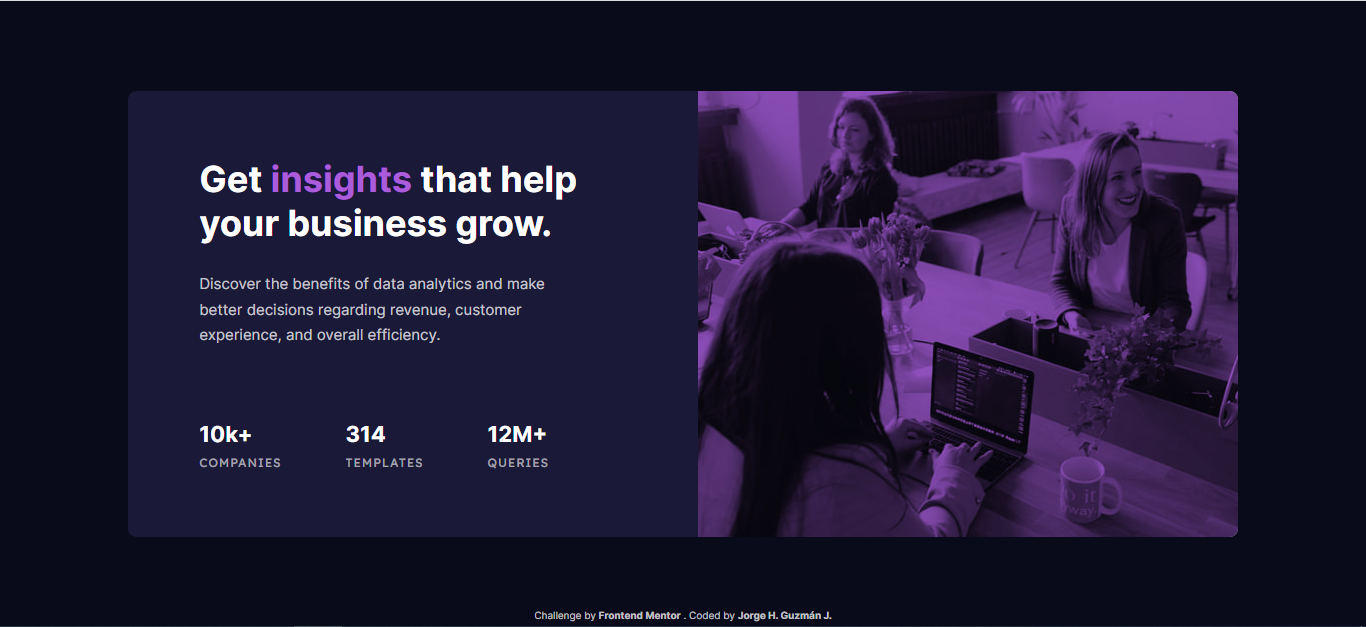 Get insights that help
your business grow.
Discover the benefits of data analytics and make
better decisions regarding revenue, customer
experience, and overall efficiency.
10k+ 314 12M+
COMPANIES TEMPLATES QUERIES
Challenge by Frontend Mentor . Coded by Jorge H. Guzmán J.